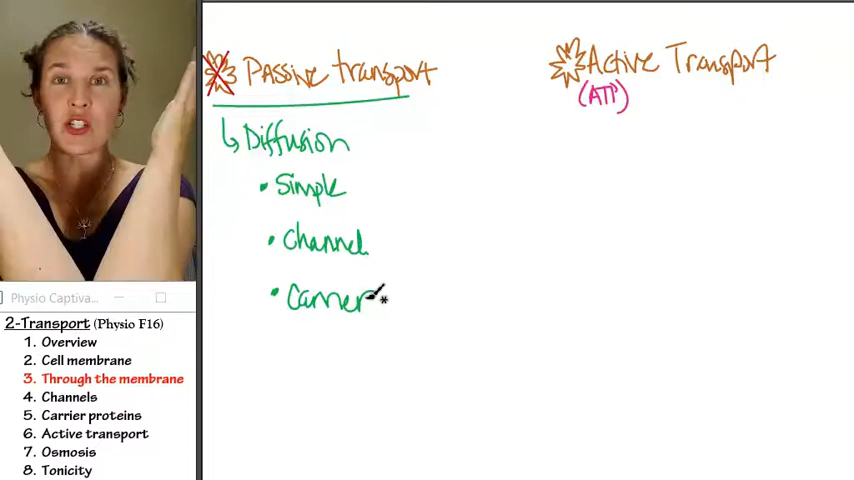 Passive transport
Active Transport
(ATP)
Diffusion
• Simple
• Channel
• Carrier
Physio Captiva...
2-Transport (Physio F16)
1. Overview
2. Cell membrane
3. Through the membrane
4. Channels
5. Carrier proteins
6. Active transport
7. Osmosis
8. Tonicity